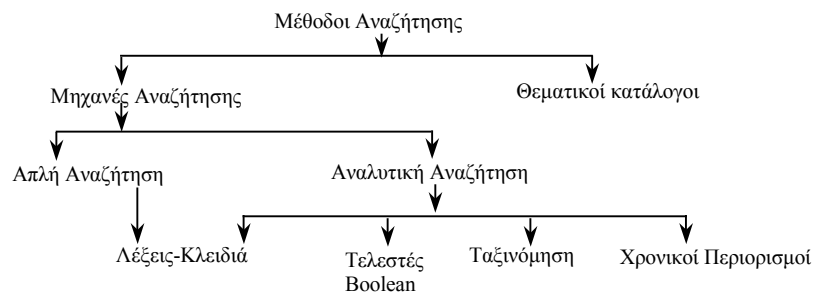 Μέθοδοι Αναζήτησης
Μηχανές Αναζήτησης
Θεματικοί κατάλογοι
Απλή Αναζήτηση
Αναλυτική Αναζήτηση
Λέξεις-Κλειδιά
Τελεστές
Boolean
Ταξινόμηση
Χρονικοί Περιορισμοί